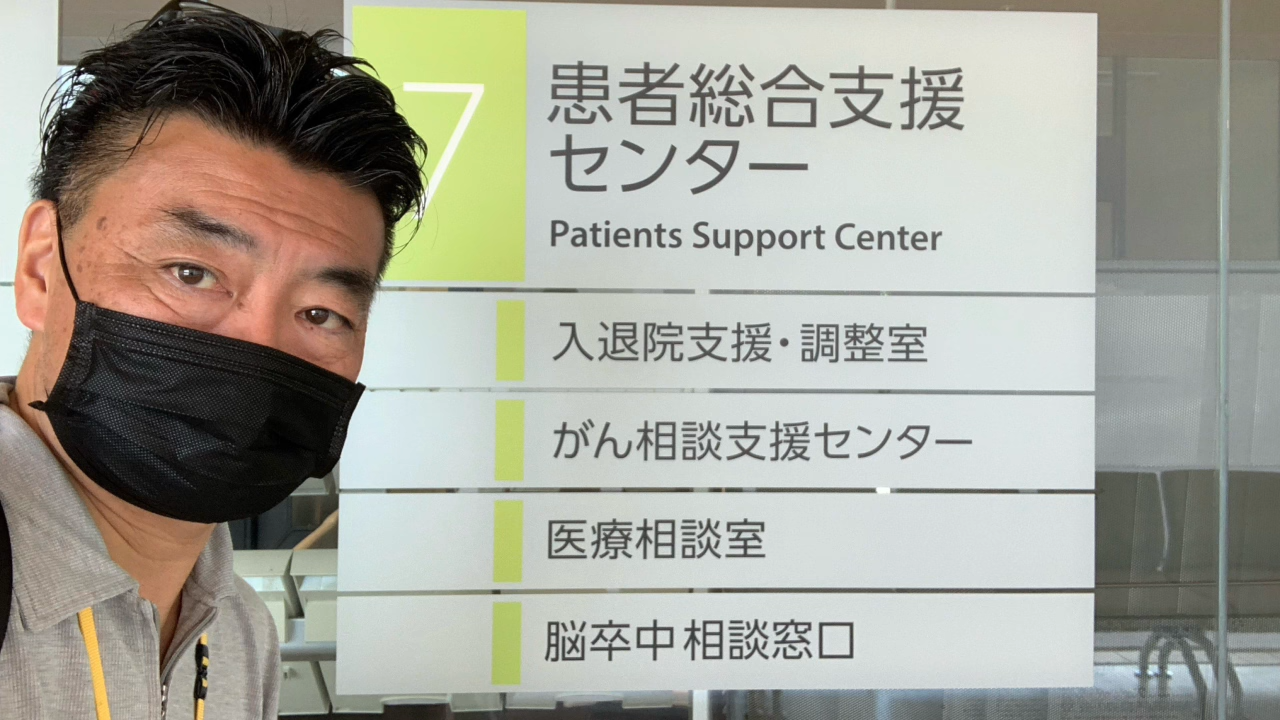 7
患者総合支援
センター
Patients Support Center
入退院支援・調整室
がん相談支援センター
医療相談室
脳卒中相談窓口